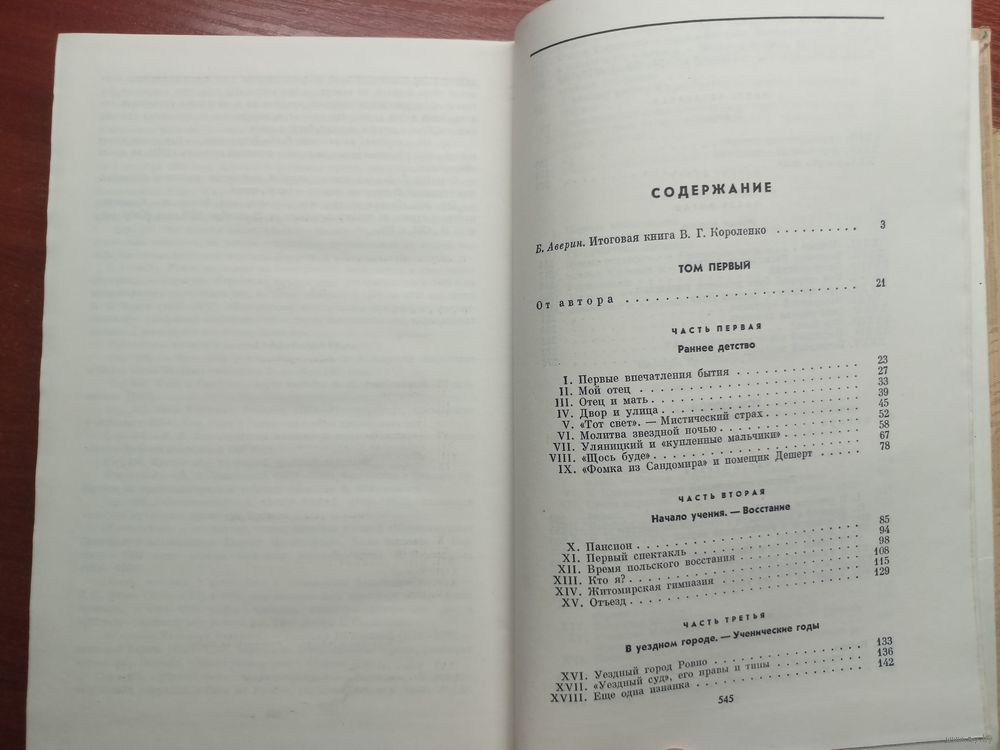 СОДЕРЖАНИЕ
Б. Аверин. Итоговая книга В. Г. Короленко . . . . . . . . . . 3
ТОМ ПЕРВЫЙ
От автора . . . . . . . . . . . . . . . . . . . . . . . . 21
ЧАСТЬ ПЕРВАЯ
Раннее детство
I. Первые впечатления бытия . . . . . . . . . . . . . 23
II. Мой отец . . . . . . . . . . . . . . . . . . . . . . 27
III. Отец и мать . . . . . . . . . . . . . . . . . . . . . 33
IV. Двор и улица . . . . . . . . . . . . . . . . . . . . 39
V. «Тот свет». — Мистический страх . . . . . . . . . . 45
VI. Молитва звездной ночью . . . . . . . . . . . . . . 52
VII. Уляницкий и «купленные мальчики» . . . . . . . . 58
VIII. «Щось буде» . . . . . . . . . . . . . . . . . . . . . 67
IX. «Фомка из Сандомира» и помещик Дешерт . . . . . 78
ЧАСТЬ ВТОРАЯ
Начало учения. — Восстание
X. Пансион . . . . . . . . . . . . . . . . . . . . . . . 85
XI. Первый спектакль . . . . . . . . . . . . . . . . . 94
XII. Время польского восстания . . . . . . . . . . . . . 98
XIII. Кто я? . . . . . . . . . . . . . . . . . . . . . . . . 108
XIV. Житомирская гимназия . . . . . . . . . . . . . . . 115
XV. Отъезд . . . . . . . . . . . . . . . . . . . . . . . . 129
ЧАСТЬ ТРЕТЬЯ
В уездном городе. — Ученические годы
XVI. Уездный город Ровно . . . . . . . . . . . . . . . 133
XVII. «Уездный суд», его нравы и типы . . . . . . . . . 136
XVIII. Еще одна изнанка . . . . . . . . . . . . . . . . . 142
545